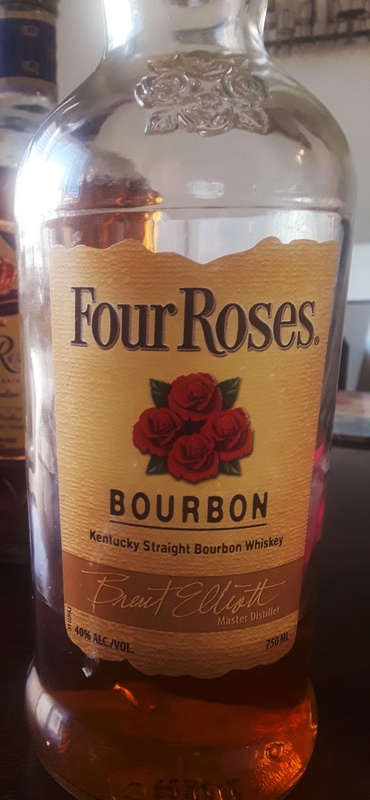 Four Roses.
BOURBON
Kentucky Straight Bourbon Whiskey
Brent Elliott
Master Distiller
40% ALC./VOL. 750 ML